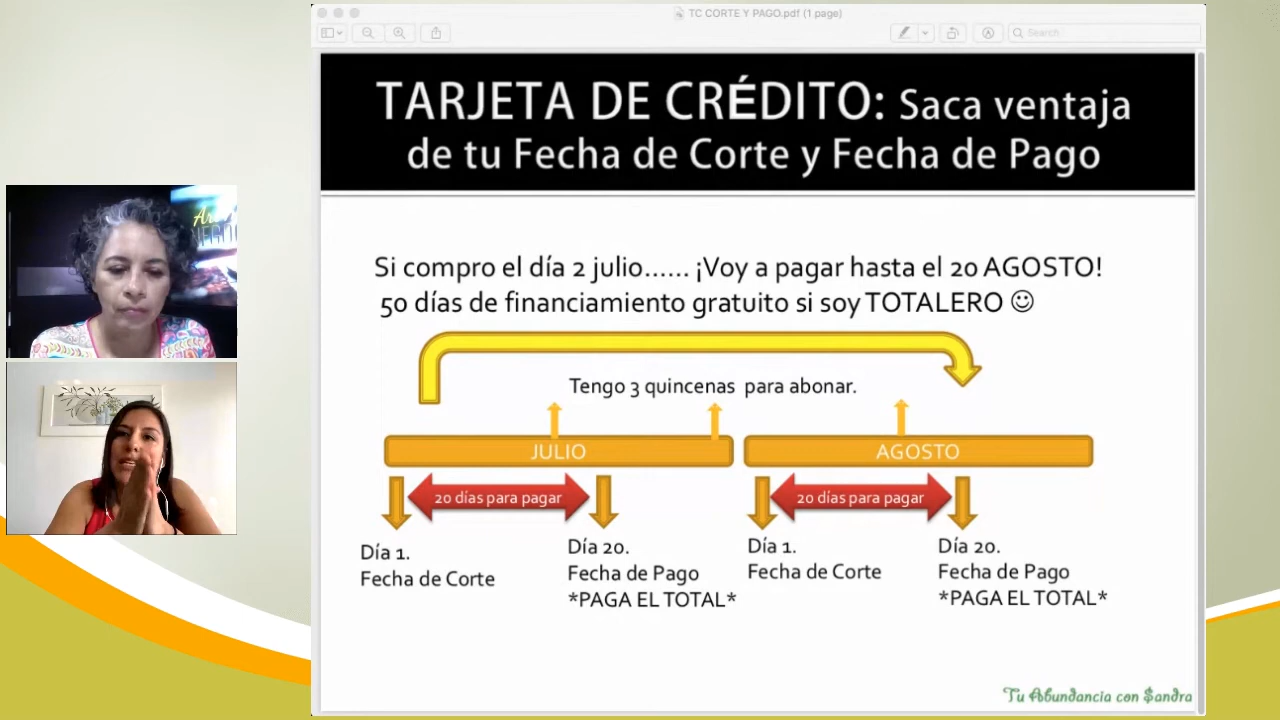 TC CORTE Y PAGO.pdf (1 page)
Search
TARJETA DE CRÉDITO: Saca ventaja
de tu Fecha de Corte y Fecha de Pago
Si compro el día 2 julio...... ¡Voy a pagar hasta el 20 AGOSTO!
50 días de financiamiento gratuito si soy TOTALERO ☺
Tengo 3 quincenas para abonar.
JULIO
AGOSTO
20 días para pagar
20 días para pagar
Día 1.
Fecha de Corte
Día 20.
Fecha de Pago
*PAGA EL TOTAL*
Día 1.
Fecha de Corte
Día 20.
Fecha de Pago
*PAGA EL TOTAL*
Tu Abundancia con $andra